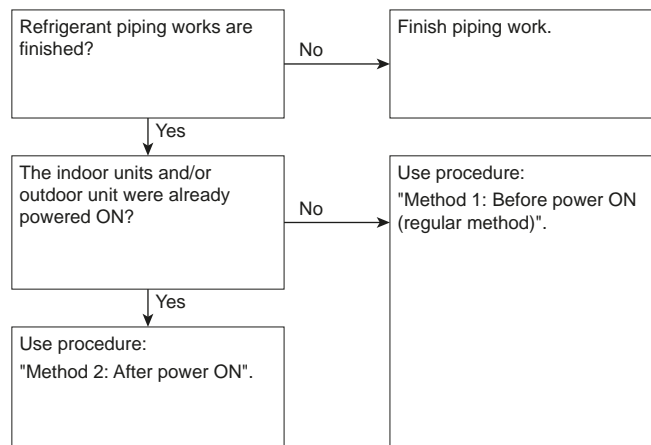 Refrigerant piping works are
finished?
No
Finish piping work.
Yes
The indoor units and/or
outdoor unit were already
powered ON?
No
Use procedure:
"Method 1: Before power ON
(regular method)".
Yes
Use procedure:
"Method 2: After power ON".